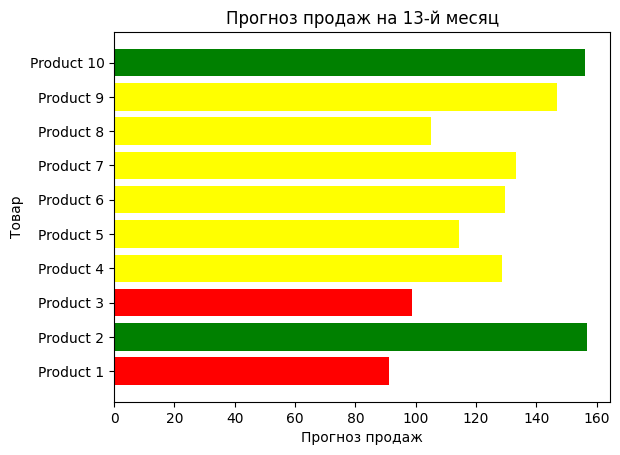 Прогноз продаж на 13-й месяц
Товар
Product 10
Product 9
Product 8
Product 7
Product 6
Product 5
Product 4
Product 3
Product 2
Product 1
0 20 40 60 80 100 120 140 160
Прогноз продаж